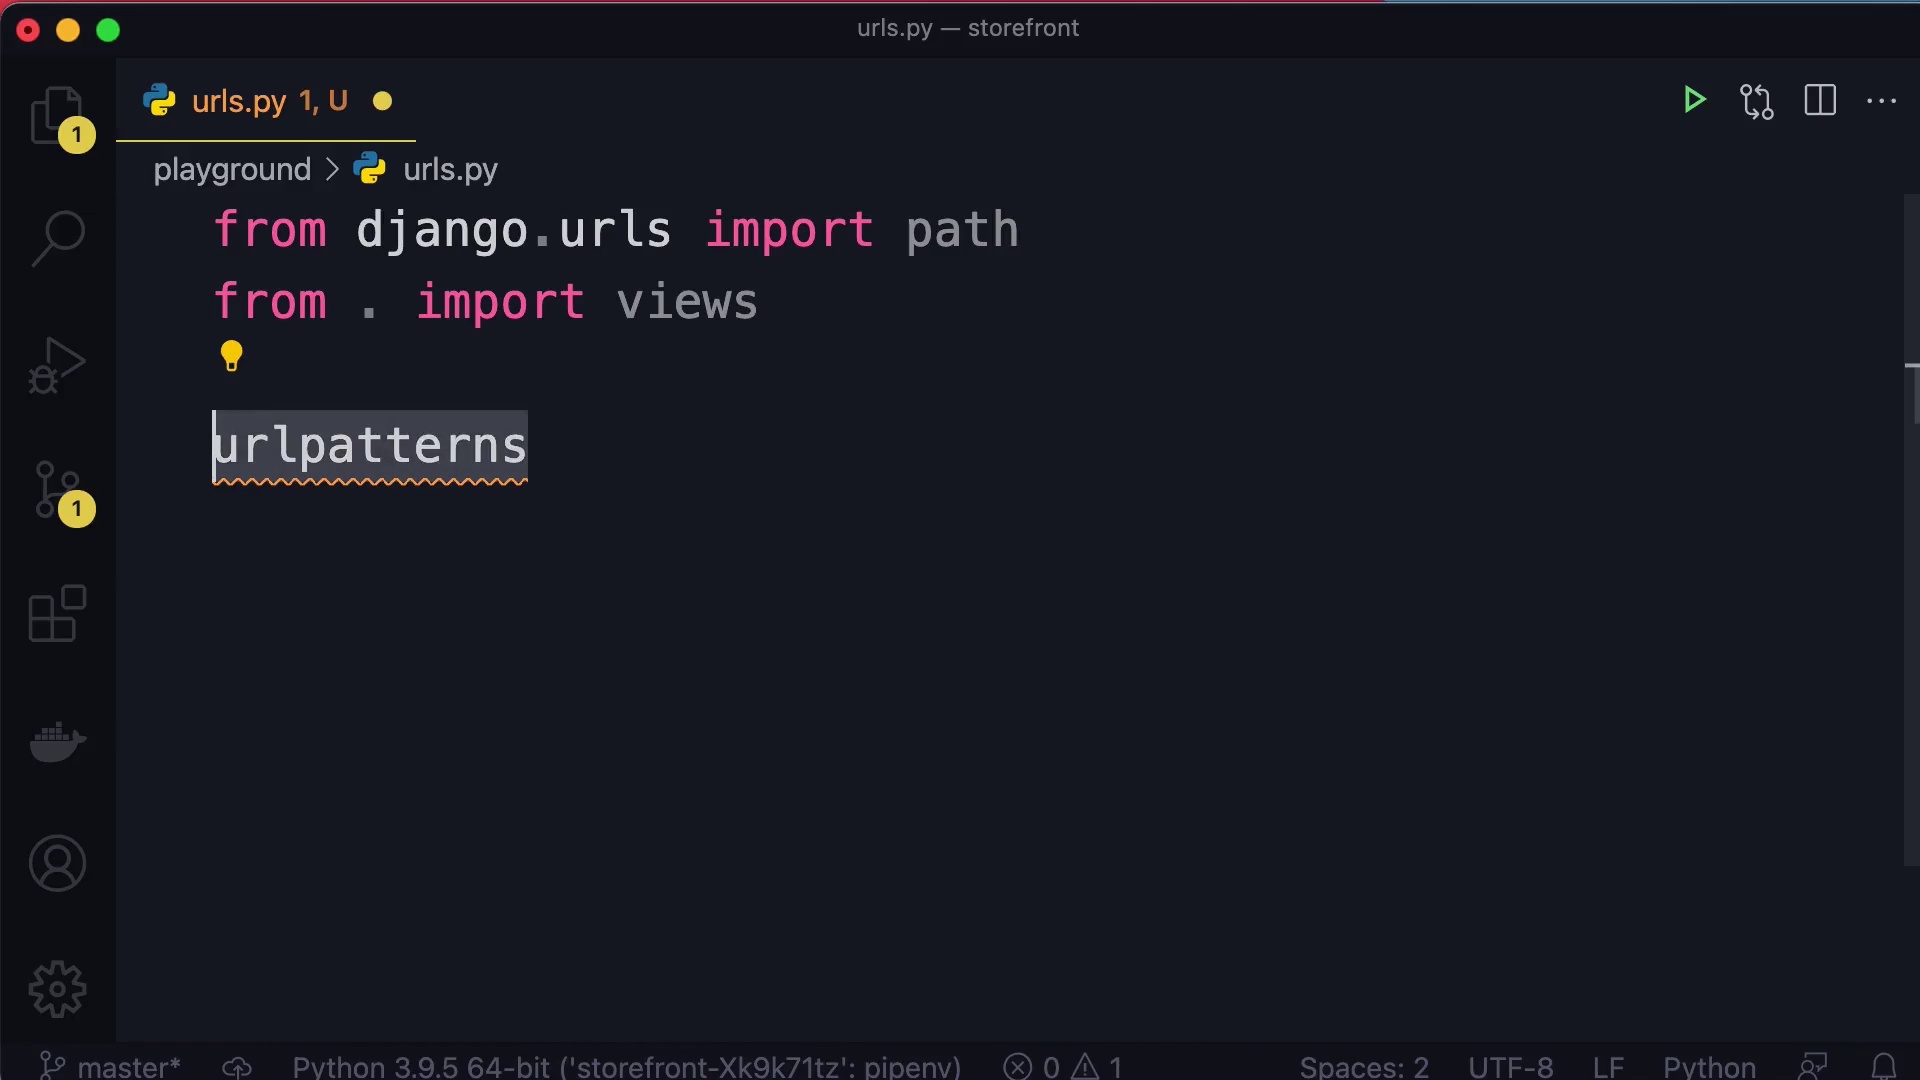 urls.py — storefront
urls.py 1, U
1
playground > urls.py
from django.urls import path
from . import views
urlpatterns
1
master*
Python 3.9.5 64-bit ('storefront-Xk9k71tz': pipenv)
0
1
Spaces: 2
UTF-8
LF
Python